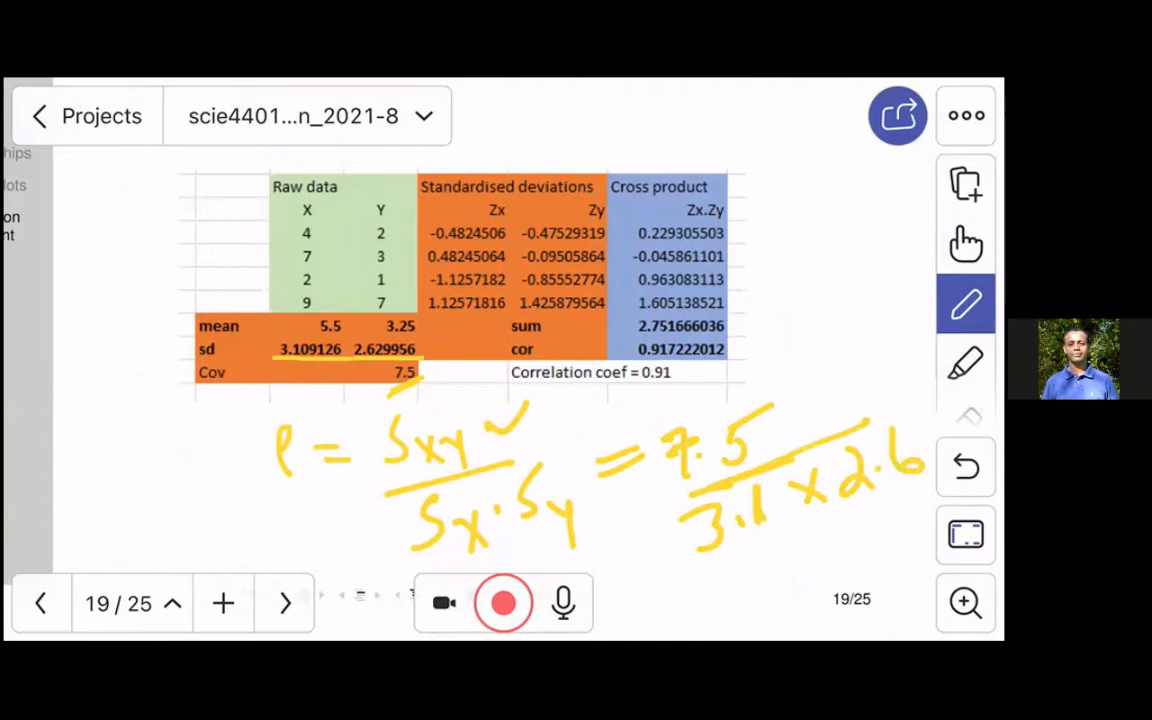 Projects scie4401...n_2021-8
hips
lots
on
nt
Raw data Standardised deviations Cross product
X Y Zx Zy Zx.Zy
4 2 -0.4824506 -0.47529319 0.229305503
7 3 0.48245064 -0.09505864 -0.045861101
2 1 -1.1257182 -0.85552774 0.963083113
9 7 1.12571816 1.425879564 1.605138521
mean 5.5 3.25 sum 2.751666036
sd 3.109126 2.629956 cor 0.917222012
Cov 7.5 Correlation coef = 0.91
ρ = Sxy / Sx·Sy = 7.5 / 3.1 x 2.6
19 / 25
19/25